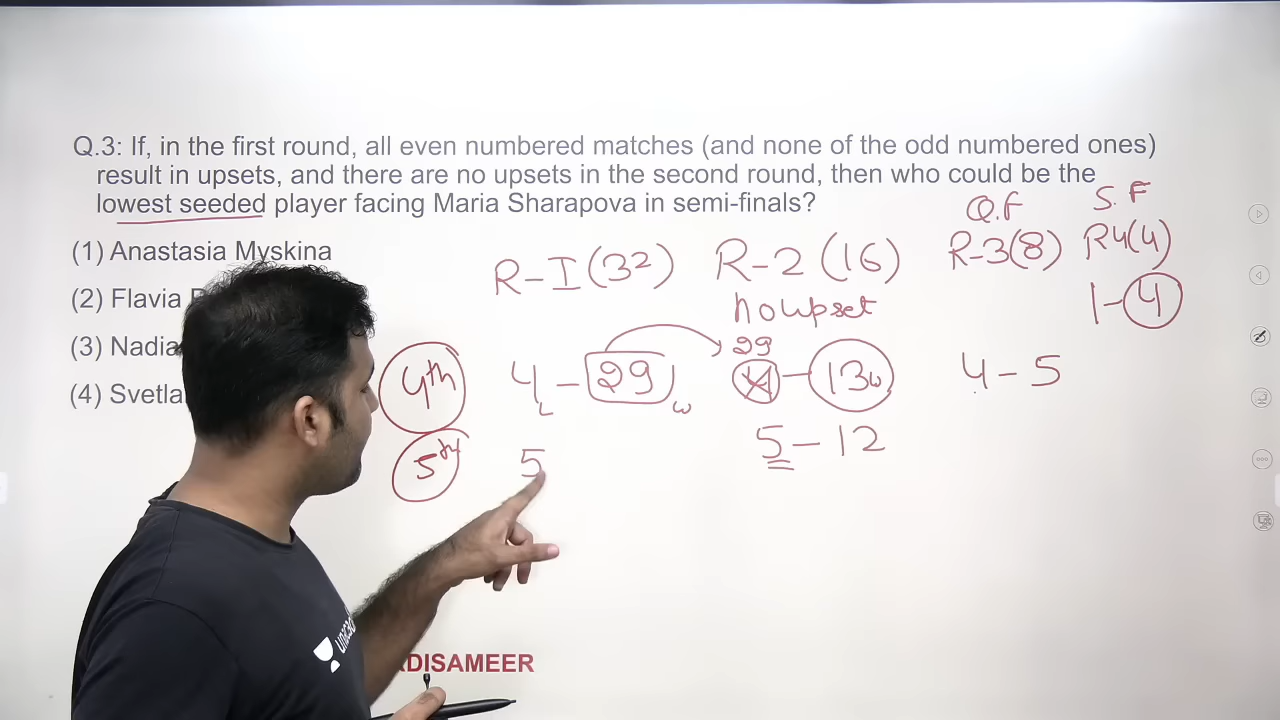 Q.3: If, in the first round, all even numbered matches (and none of the odd numbered ones)
result in upsets, and there are no upsets in the second round, then who could be the
lowest seeded player facing Maria Sharapova in semi-finals?
(1) Anastasia Myskina
(2) Flavia
(3) Nadia
(4) Svetla
Q.F S.F
R-I (32) R-2 (16) R-3(8) R4(4)
no upset 1-4
4th 4 - 29 29 4 - 13 w 4-5
L w
5th 5 5-12
DISAMEER